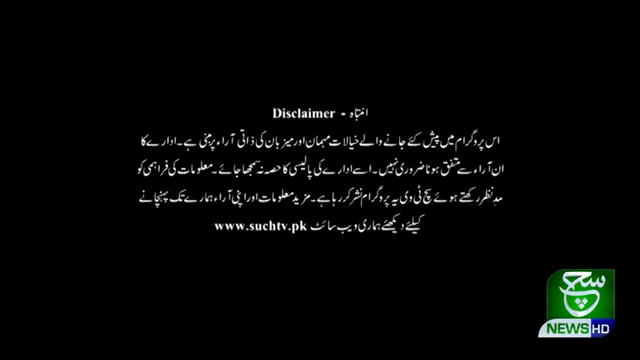 انتباہ - Disclaimer
اس پروگرام میں پیش کئے جانے والے خیالات مہمان اور میزبان کی ذاتی آراء پر مبنی ہے۔ ادارے کا
ان آراء سے متفق ہونا ضروری نہیں۔ اسے ادارے کی پالیسی کا حصہ نہ سمجھا جائے۔ معلومات کی فراہمی کو
مدِ نظر رکھتے ہوئے سچ ٹی وی یہ پروگرام نشر کر رہا ہے۔ مزید معلومات اور اپنی آراء ہمارے تک پہنچانے
کیلئے دیکھئے ہماری ویب سائٹ www.suchtv.pk
سچ
NEWS HD